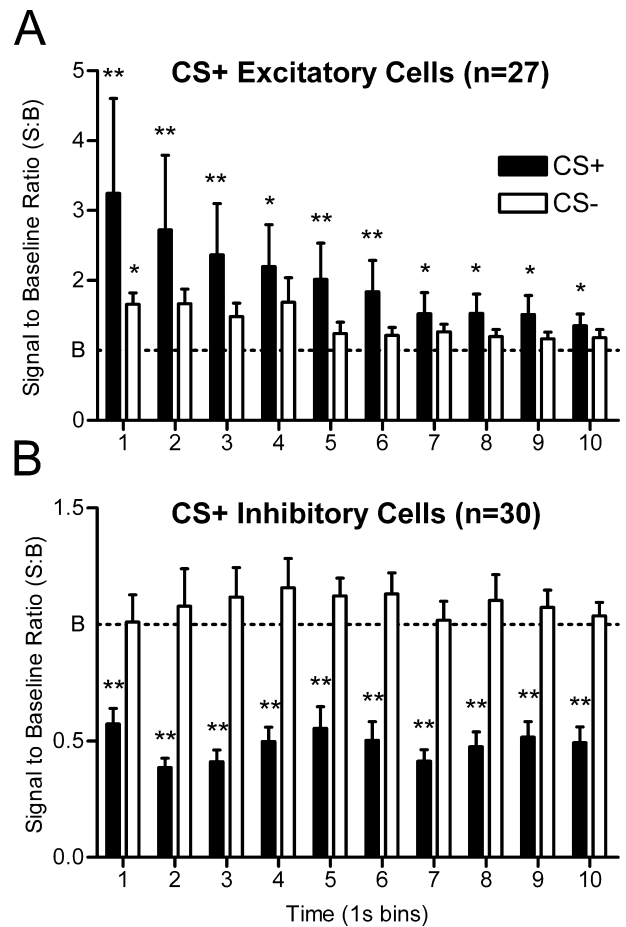 A
CS+ Excitatory Cells (n=27)
Signal to Baseline Ratio (S:B)
5
4
3
2
B
0
**
*
**
**
*
**
**
*
*
*
*
CS+
CS-
1 2 3 4 5 6 7 8 9 10
B
CS+ Inhibitory Cells (n=30)
Signal to Baseline Ratio (S:B)
1.5
B
0.5
0.0
** ** ** ** ** ** ** ** ** **
1 2 3 4 5 6 7 8 9 10
Time (1s bins)